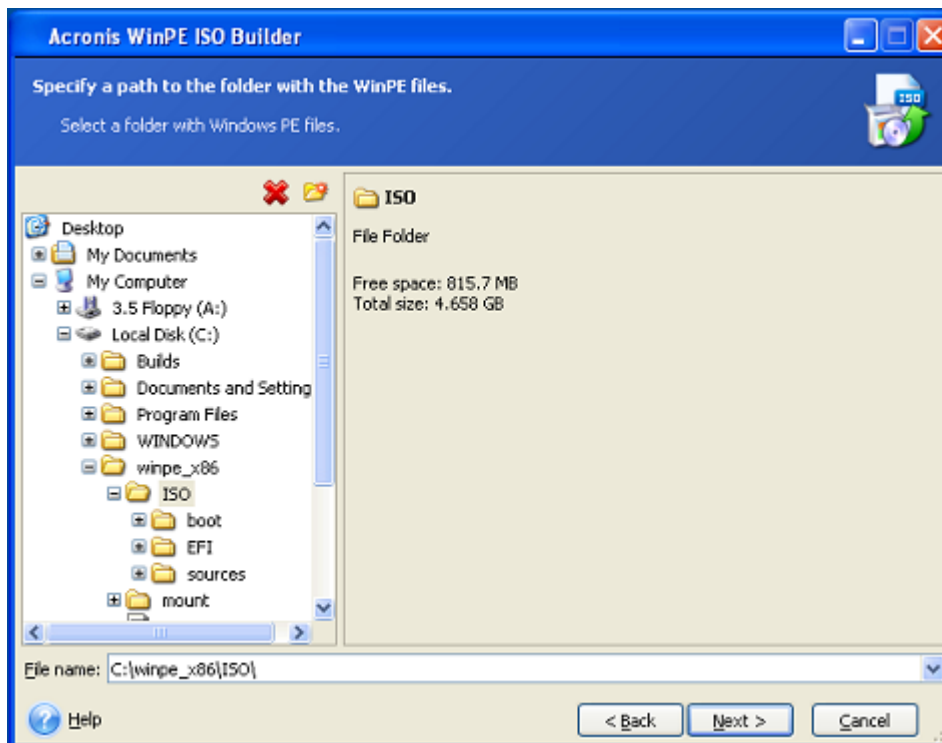 Acronis WinPE ISO Builder
Specify a path to the folder with the WinPE files.
Select a folder with Windows PE files.
ISO
Desktop
My Documents
My Computer
3.5 Floppy (A:)
Local Disk (C:)
Builds
Documents and Setting
Program Files
WINDOWS
winpe_x86
ISO
boot
EFI
sources
mount
ISO
File Folder
Free space: 815.7 MB
Total size: 4.658 GB
File name: C:\winpe_x86\ISO\
Help
< Back
Next >
Cancel